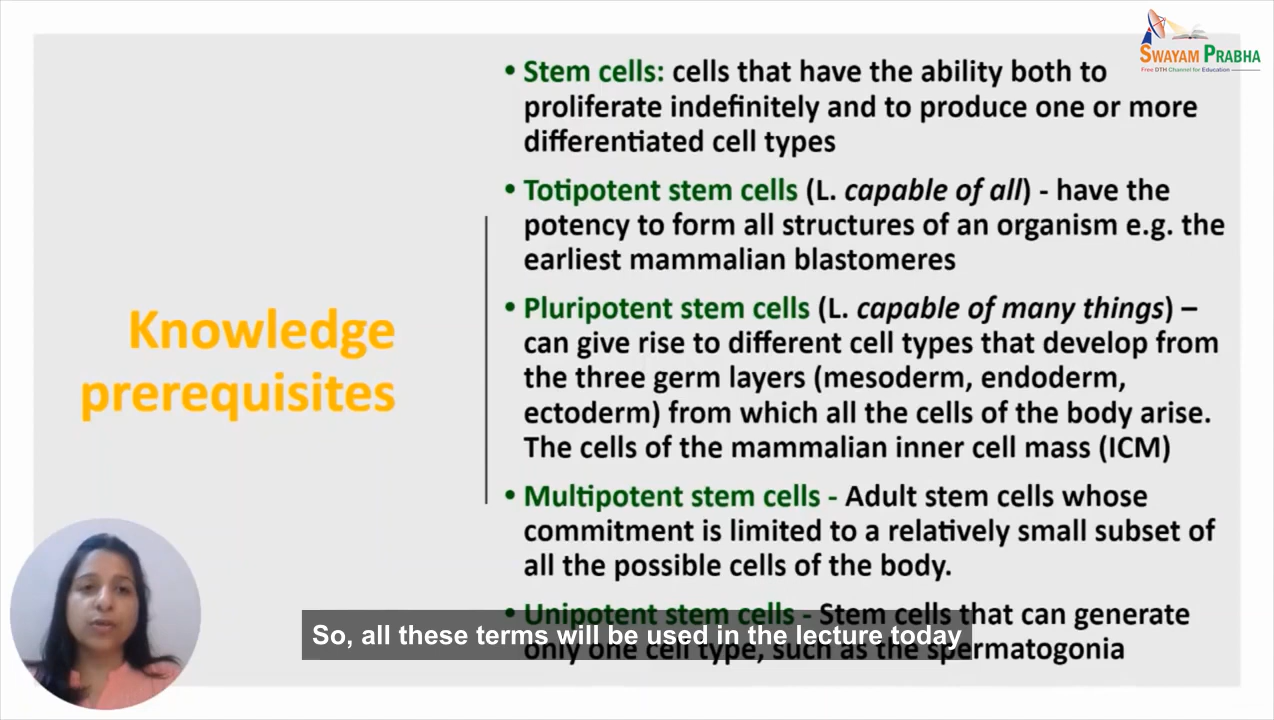 SWAYAM PRABHA
Free DTH Channel for Education
Knowledge
prerequisites
• Stem cells: cells that have the ability both to
proliferate indefinitely and to produce one or more
differentiated cell types
• Totipotent stem cells (L. capable of all) - have the
potency to form all structures of an organism e.g. the
earliest mammalian blastomeres
• Pluripotent stem cells (L. capable of many things) –
can give rise to different cell types that develop from
the three germ layers (mesoderm, endoderm,
ectoderm) from which all the cells of the body arise.
The cells of the mammalian inner cell mass (ICM)
• Multipotent stem cells - Adult stem cells whose
commitment is limited to a relatively small subset of
all the possible cells of the body.
• Unipotent stem cells - Stem cells that can generate
only one cell type, such as the spermatogonia
So, all these terms will be used in the lecture today